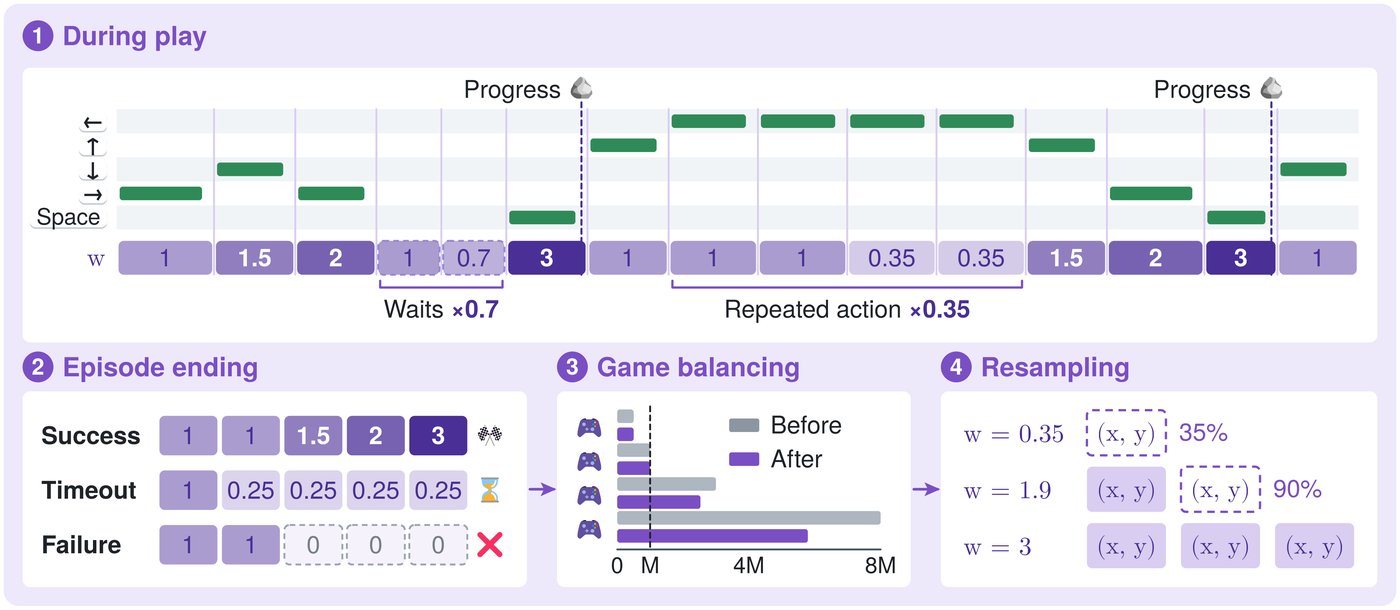 1 During play
Progress
Progress
←
↑
↓
→
Space
w 1 1.5 2 1 0.7 3 1 1 1 0.35 0.35 1.5 2 3 1
Waits ×0.7
Repeated action ×0.35
2 Episode ending
Success 1 1 1.5 2 3
Timeout 1 0.25 0.25 0.25 0.25
Failure 1 1 0 0 0
3 Game balancing
Before
After
0 M 4M 8M
4 Resampling
w = 0.35 (x, y) 35%
w = 1.9 (x, y) (x, y) 90%
w = 3 (x, y) (x, y) (x, y)